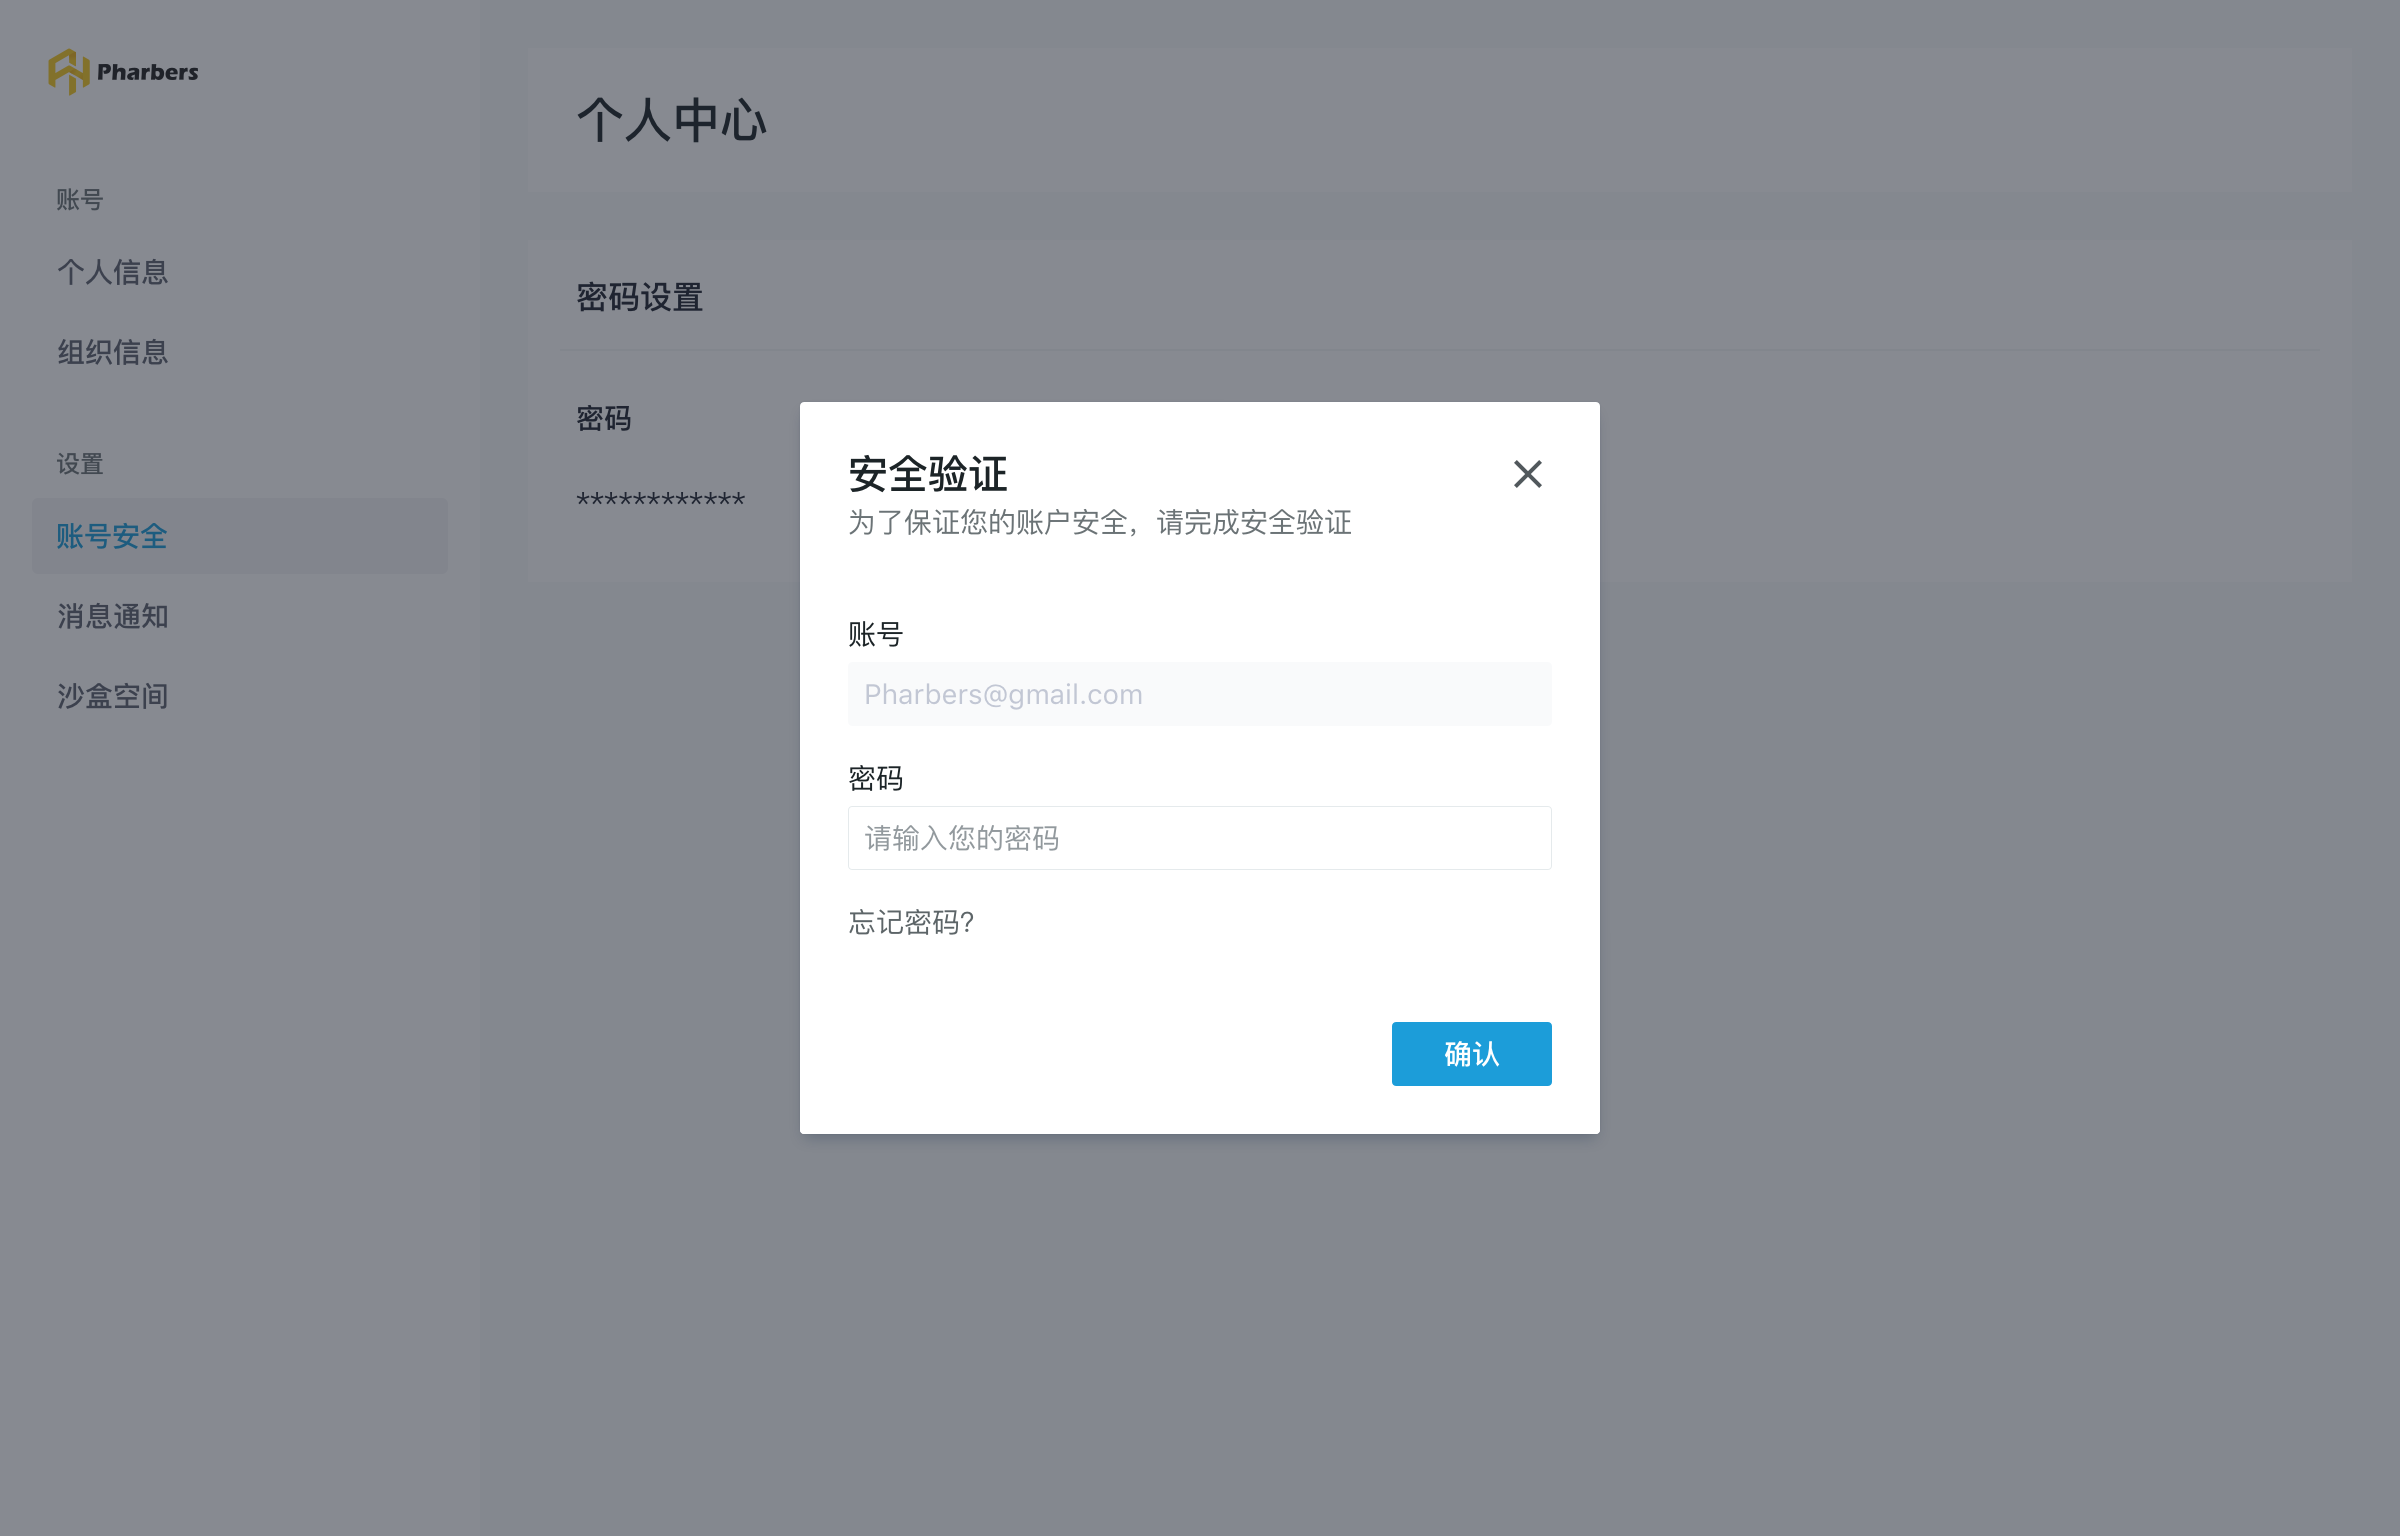 Pharbers
账号
个人信息
组织信息
设置
账号安全
消息通知
沙盒空间
个人中心
密码设置
密码
************
安全验证
为了保证您的账户安全，请完成安全验证
账号
Pharbers@gmail.com
密码
请输入您的密码
忘记密码?
确认